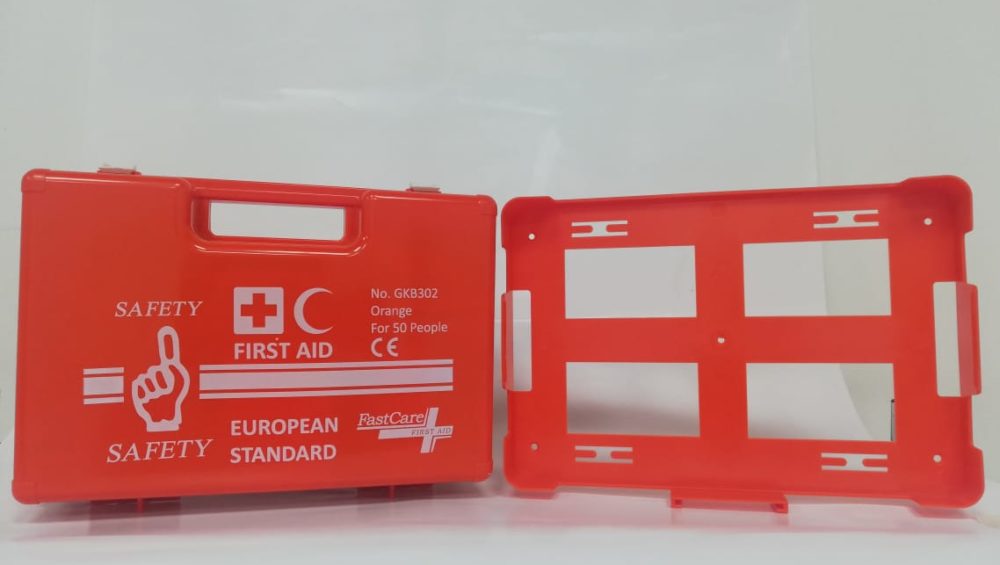 SAFETY
No. GKB302
Orange
For 50 People
CE
FIRST AID
SAFETY
EUROPEAN
STANDARD
FastCare
FIRST AID